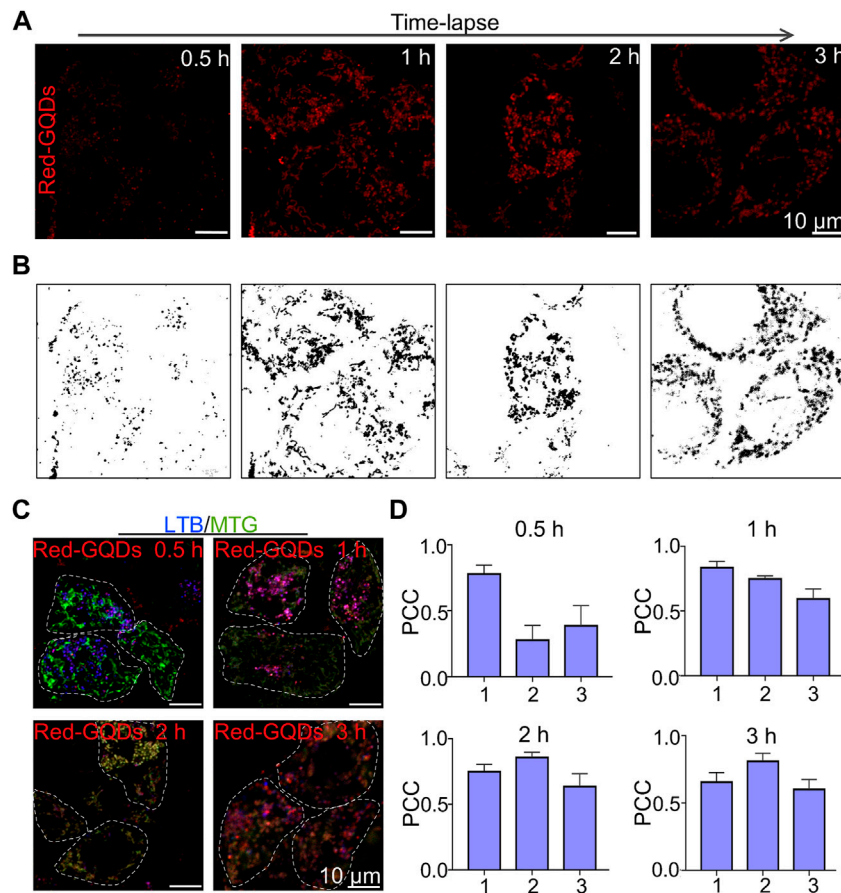 A
Time-lapse
Red-GQDs
0.5 h
1 h
2 h
3 h
10 µm
B
C
LTB/MTG
Red-GQDs 0.5 h
Red-GQDs 1 h
Red-GQDs 2 h
Red-GQDs 3 h
10 µm
D
0.5 h
PCC
1.0
0.5
0.0
1 2 3
1 h
PCC
1.0
0.5
0.0
1 2 3
2 h
PCC
1.0
0.5
0.0
1 2 3
3 h
PCC
1.0
0.5
0.0
1 2 3